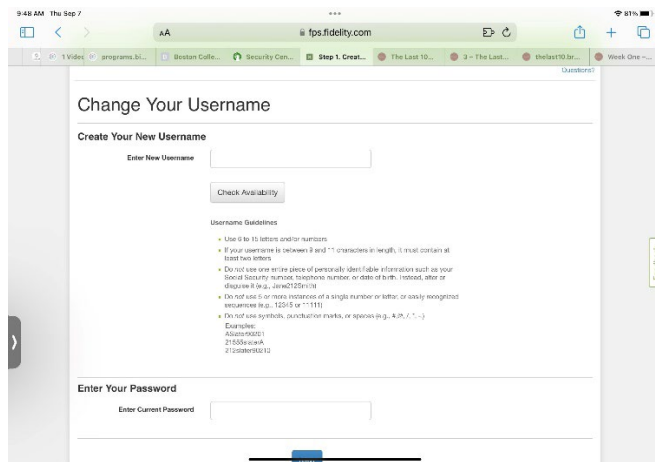 9:48 AM Thu Sep 7
81%
AA
fps.fidelity.com
1 Video
programs.bi...
Boston Colle...
Security Cen...
Step 1. Creat...
The Last 10...
3 – The Last...
thelast10.br...
Week One –...
Questions?
Change Your Username
Create Your New Username
Enter New Username
Check Availability
Username Guidelines
Use 6 to 15 letters and/or numbers
If your username is between 9 and 11 characters in length, it must contain at
least two letters
Do not use one entire piece of personally identifiable information such as your
Social Security number, telephone number, or date of birth. Instead, alter or
disguise it (e.g., Jane212Smith)
Do not use 5 or more instances of a single number or letter, or easily recognized
sequences (e.g., 12345 or 11111)
Do not use symbols, punctuation marks, or spaces
Examples:
ASlater90201
21555slaterA
212slater90210
Enter Your Password
Enter Current Password